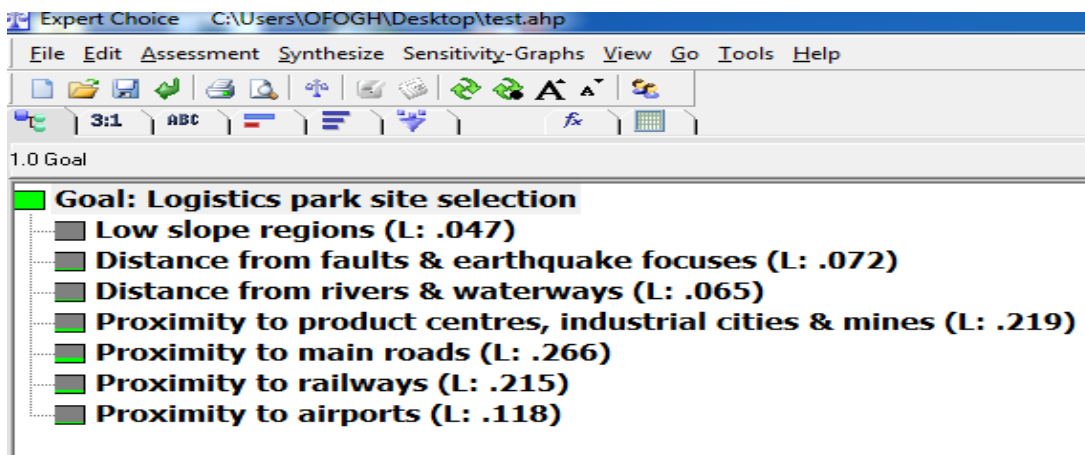 Expert Choice C:\Users\OFOGH\Desktop\test.ahp
File Edit Assessment Synthesize Sensitivity-Graphs View Go Tools Help
A A
3:1 ABC fx
1.0 Goal
Goal: Logistics park site selection
Low slope regions (L: .047)
Distance from faults & earthquake focuses (L: .072)
Distance from rivers & waterways (L: .065)
Proximity to product centres, industrial cities & mines (L: .219)
Proximity to main roads (L: .266)
Proximity to railways (L: .215)
Proximity to airports (L: .118)